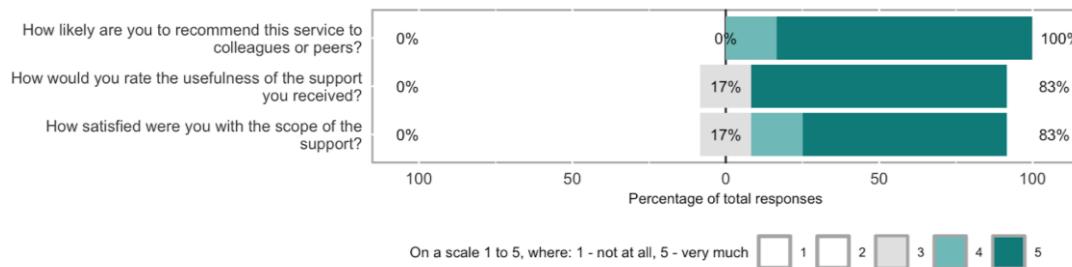 How likely are you to recommend this service to
colleagues or peers?
0%
0%
100%
How would you rate the usefulness of the support
you received?
0%
17%
83%
How satisfied were you with the scope of the
support?
0%
17%
83%
100
50
0
50
100
Percentage of total responses
On a scale 1 to 5, where: 1 - not at all, 5 - very much
1
2
3
4
5